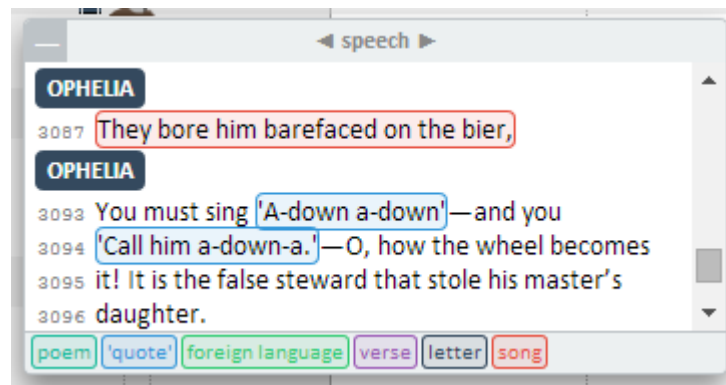 speech
OPHELIA
3087 They bore him barefaced on the bier,
OPHELIA
3093 You must sing 'A-down a-down'—and you
3094 'Call him a-down-a.'—O, how the wheel becomes
3095 it! It is the false steward that stole his master’s
3096 daughter.
poem 'quote' foreign language verse letter song